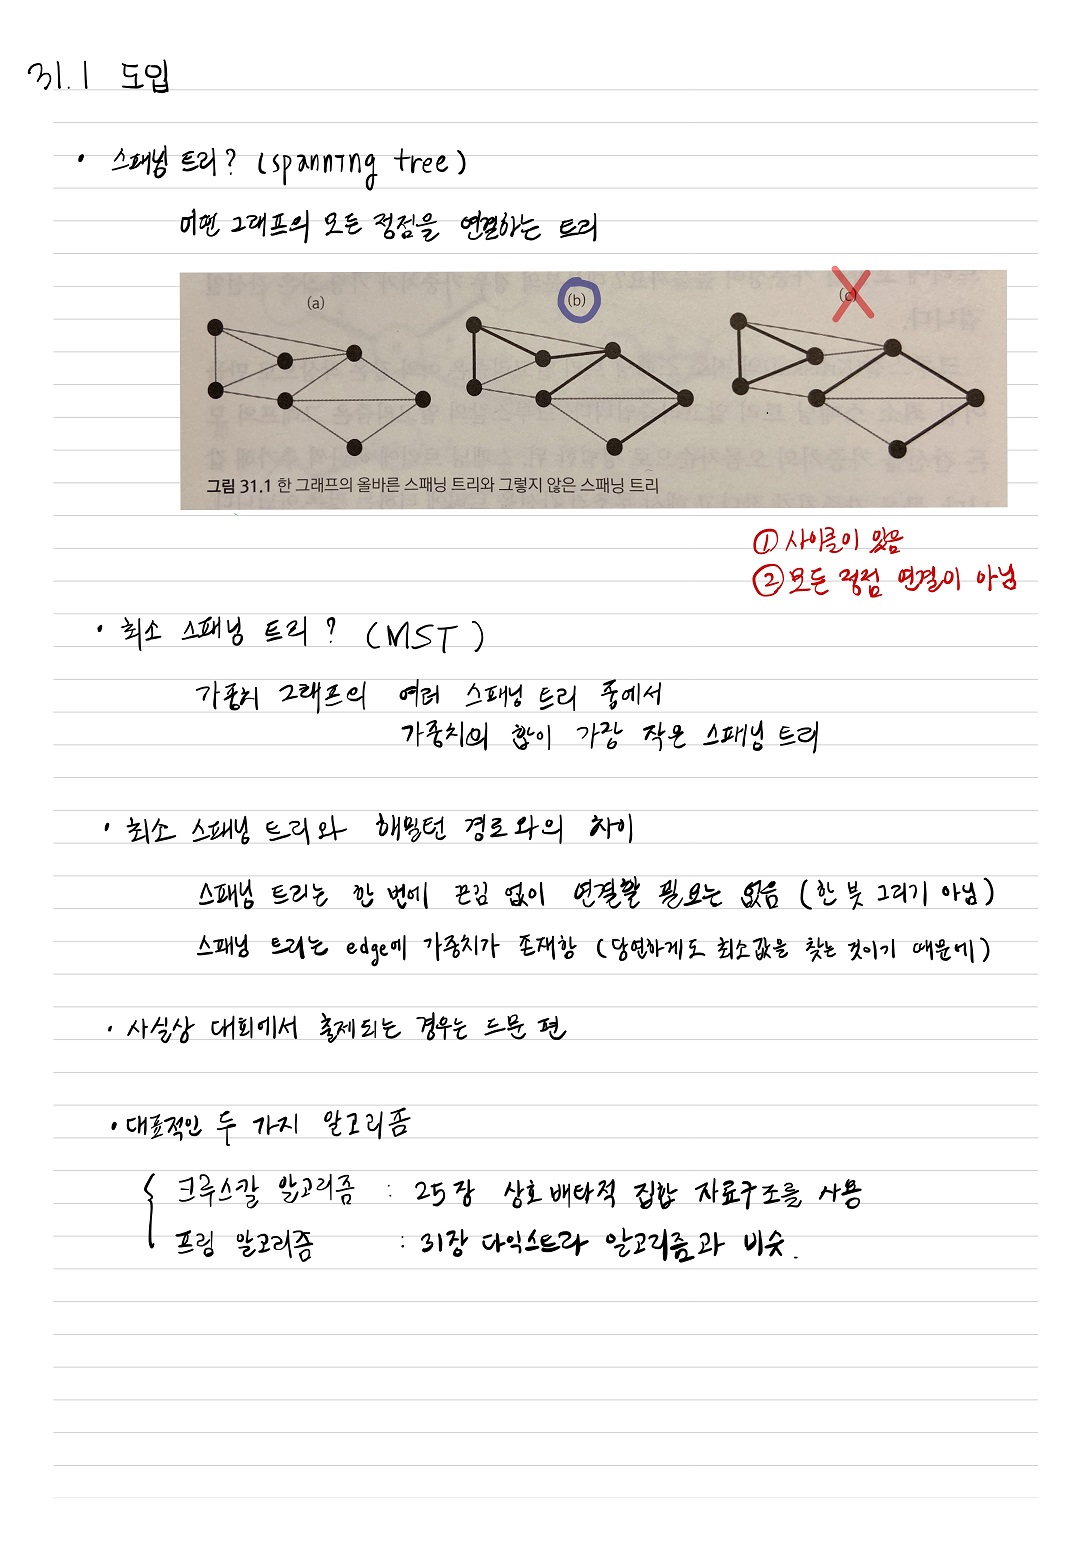 31.1 도입
• 스패닝 트리? (spanning tree)
어떤 그래프의 모든 정점을 연결하는 트리
(a) (b) (c)
그림 31.1 한 그래프의 올바른 스패닝 트리와 그렇지 않은 스패닝 트리
① 사이클이 있음
② 모든 정점 연결이 아님
• 최소 스패닝 트리? (MST)
가중치 그래프의 여러 스패닝 트리 중에서
가중치의 합이 가장 작은 스패닝 트리
• 최소 스패닝 트리와 해밀턴 경로와의 차이
스패닝 트리는 한 번에 끈김 없이 연결할 필요는 없음 (한 붓 그리기 아님)
스패닝 트리는 edge에 가중치가 존재함 (당연하게도 최소값을 찾는 것이기 때문에)
• 사실상 대회에서 출제되는 경우는 드문 편
• 대표적인 두 가지 알고리즘
크루스칼 알고리즘 : 25장 상호 배타적 집합 자료구조를 사용
프림 알고리즘 : 31장 다익스트라 알고리즘과 비슷.